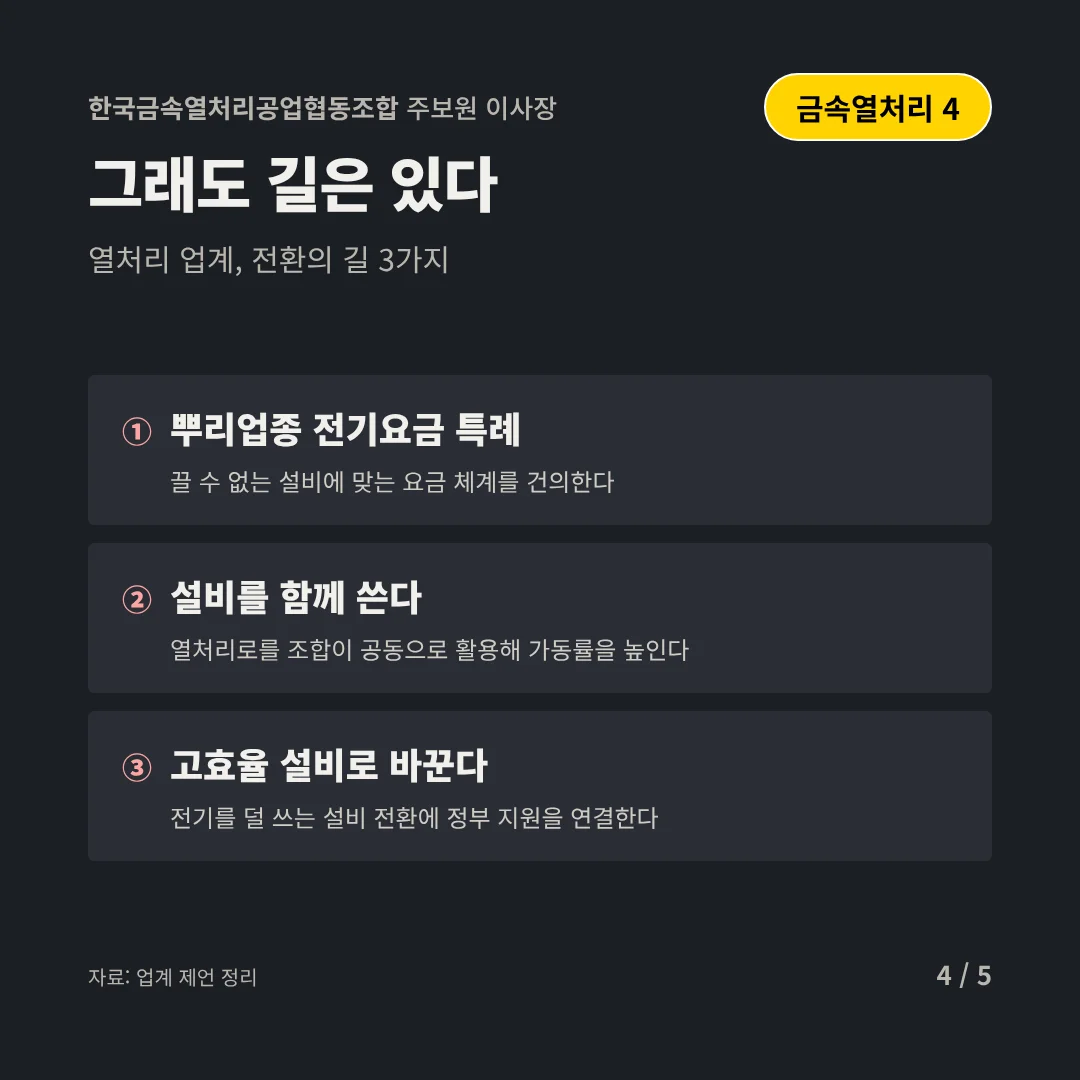 한국금속열처리공업협동조합 주보원 이사장
금속열처리 4
그래도 길은 있다
열처리 업계, 전환의 길 3가지
① 뿌리업종 전기요금 특례
끌 수 없는 설비에 맞는 요금 체계를 건의한다
② 설비를 함께 쓴다
열처리로를 조합이 공동으로 활용해 가동률을 높인다
③ 고효율 설비로 바꾼다
전기를 덜 쓰는 설비 전환에 정부 지원을 연결한다
자료: 업계 제언 정리
4 / 5